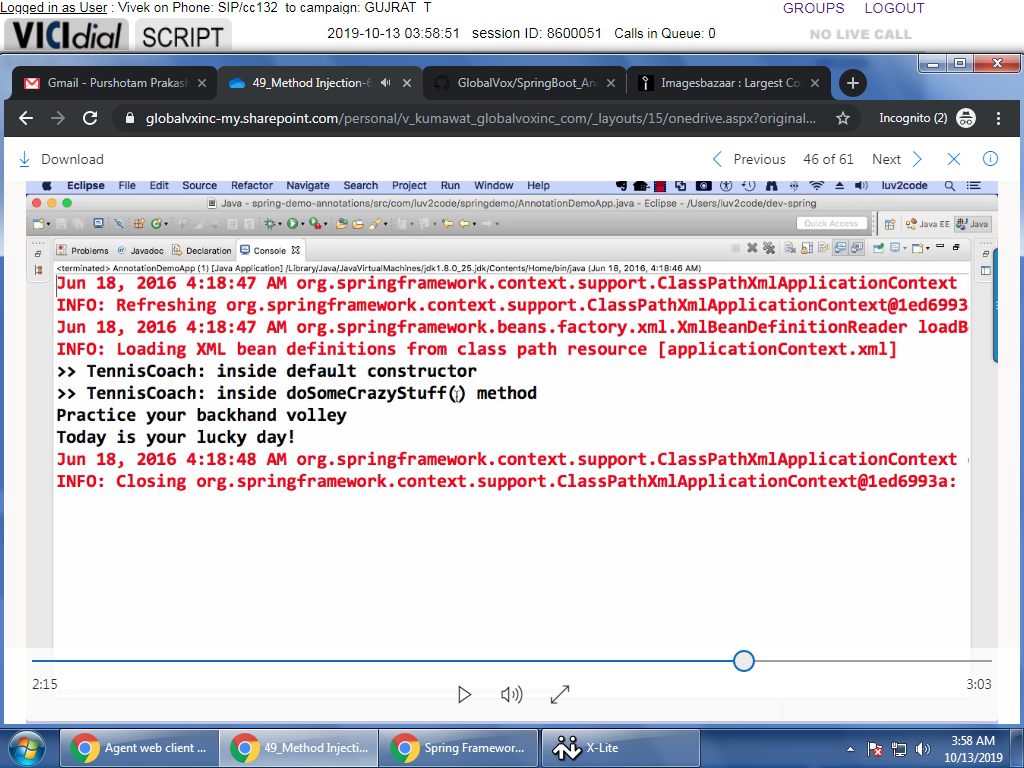 Logged in as User : Vivek on Phone: SIP/cc132 to campaign: GUJRAT_T
GROUPS LOGOUT
VICIdial SCRIPT 2019-10-13 03:58:51 session ID: 8600051 Calls in Queue: 0 NO LIVE CALL
Gmail - Purshotam Prakas 49_Method Injection-6 GlobalVox/SpringBoot_An Imagesbazaar : Largest Co
globalvxinc-my.sharepoint.com/personal/v_kumawat_globalvoxinc_com/_layouts/15/onedrive.aspx?original... Incognito (2)
Download Previous 46 of 61 Next
Eclipse File Edit Source Refactor Navigate Search Project Run Window Help luv2code
Java - spring-demo-annotations/src/com/luv2code/springdemo/AnnotationDemoApp.java - Eclipse - /Users/luv2code/dev-spring
Quick Access Java EE Java
Problems Javadoc Declaration Console
<terminated> AnnotationDemoApp (1) [Java Application] /Library/Java/JavaVirtualMachines/jdk1.8.0_25.jdk/Contents/Home/bin/java (Jun 18, 2016, 4:18:46 AM)
Jun 18, 2016 4:18:47 AM org.springframework.context.support.ClassPathXmlApplicationContext
INFO: Refreshing org.springframework.context.support.ClassPathXmlApplicationContext@1ed6993
Jun 18, 2016 4:18:47 AM org.springframework.beans.factory.xml.XmlBeanDefinitionReader loadB
INFO: Loading XML bean definitions from class path resource [applicationContext.xml]
>> TennisCoach: inside default constructor
>> TennisCoach: inside doSomeCrazyStuff() method
Practice your backhand volley
Today is your lucky day!
Jun 18, 2016 4:18:48 AM org.springframework.context.support.ClassPathXmlApplicationContext
INFO: Closing org.springframework.context.support.ClassPathXmlApplicationContext@1ed6993a:
2:15 3:03
Agent web client ... 49_Method Injecti... Spring Framewor... X-Lite 3:58 AM
10/13/2019